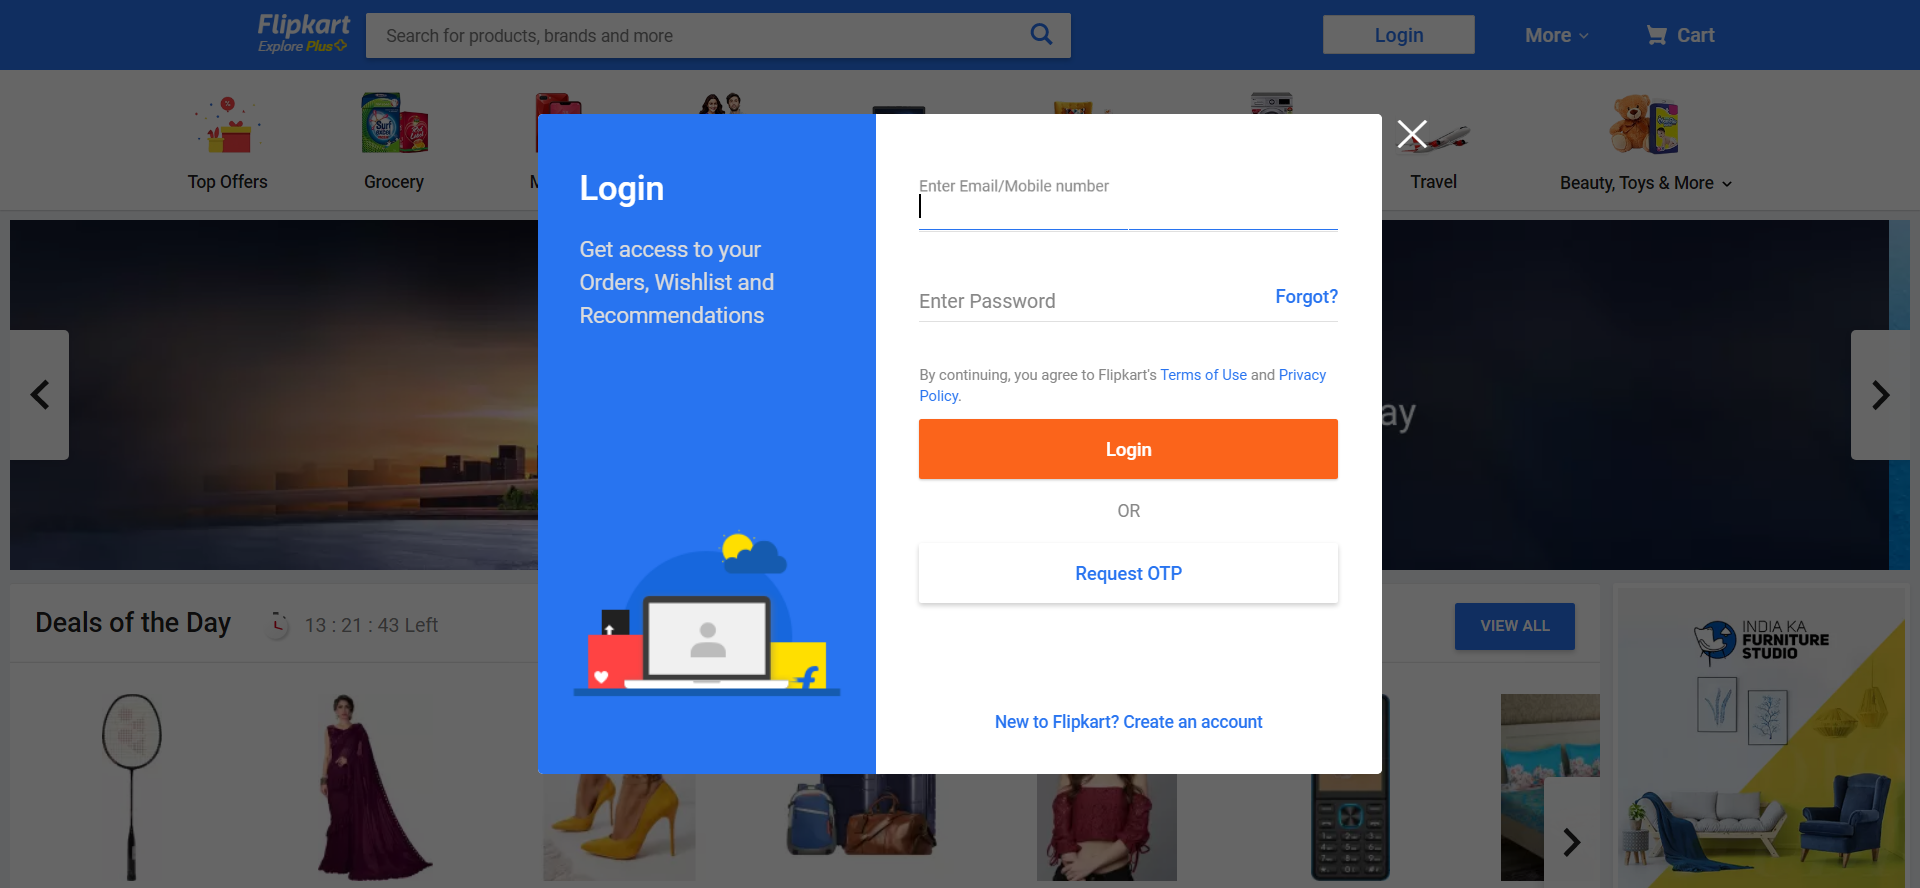 Flipkart
Explore Plus
Search for products, brands and more
Login
More
Cart
Top Offers
Grocery
M
Travel
Beauty, Toys & More
Login
Get access to your
Orders, Wishlist and
Recommendations
Enter Email/Mobile number
Enter Password
Forgot?
By continuing, you agree to Flipkart's Terms of Use and Privacy
Policy.
Login
OR
Request OTP
New to Flipkart? Create an account
ay
Deals of the Day
13 : 21 : 43 Left
VIEW ALL
INDIA KA
FURNITURE
STUDIO